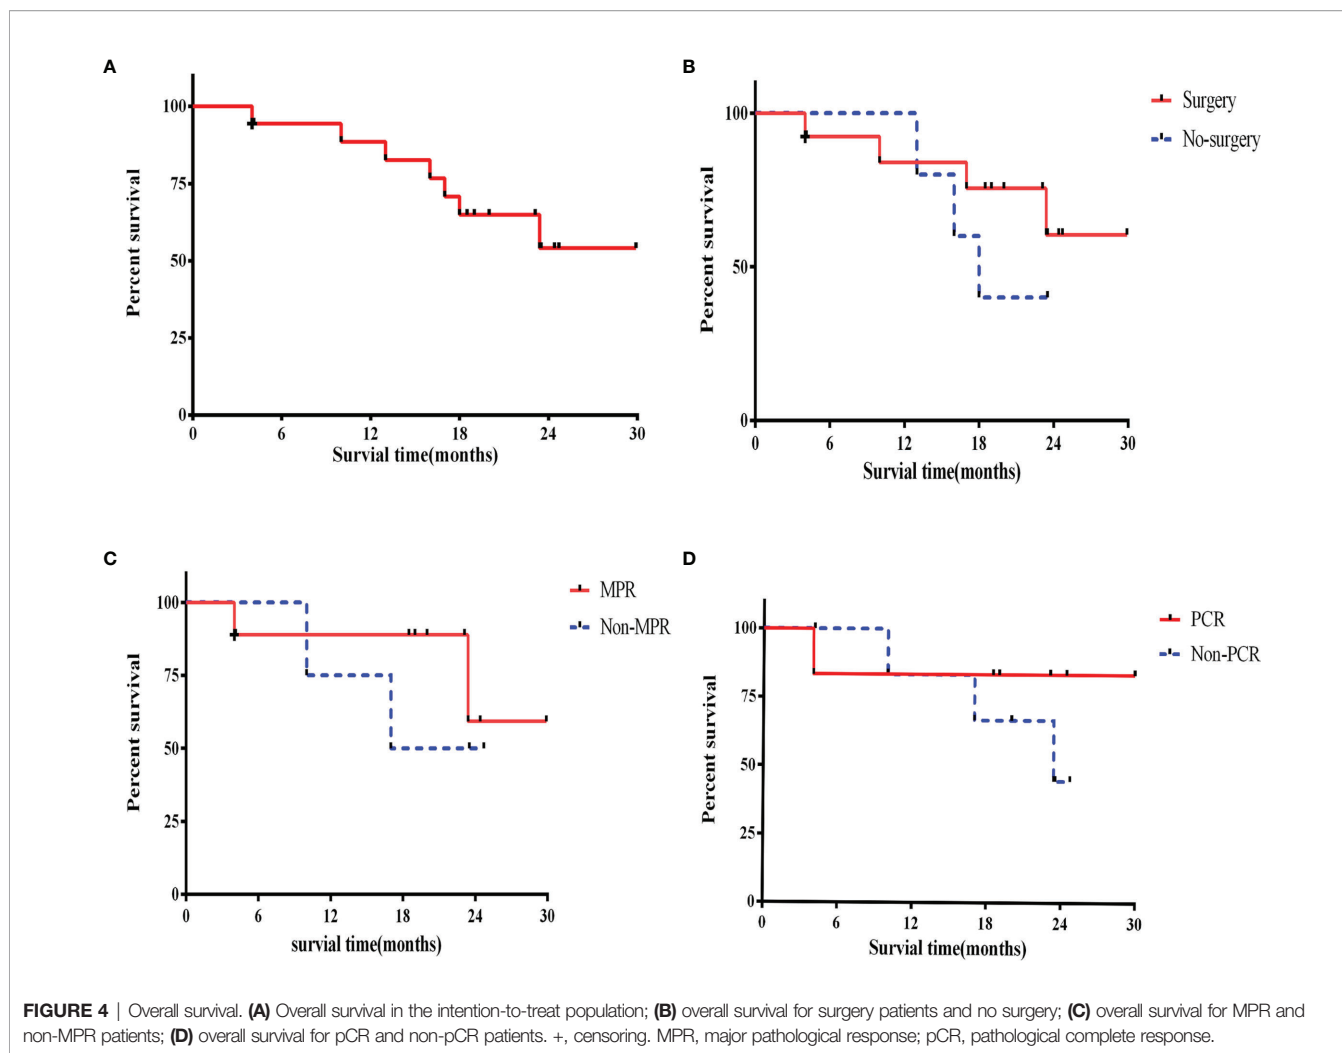 A
100
75
50
25
0
0 6 12 18 24 30
Percent survival
Survial time(months)
B
Surgery
No-surgery
100
50
0
0 6 12 18 24 30
Percent survival
Survial time(months)
C
MPR
Non-MPR
100
75
50
25
0
0 6 12 18 24 30
Percent survival
survial time(months)
D
PCR
Non-PCR
100
75
50
25
0
0 6 12 18 24 30
Percent survival
Survial time(months)
FIGURE 4 | Overall survival. (A) Overall survival in the intention-to-treat population; (B) overall survival for surgery patients and no surgery; (C) overall survival for MPR and
non-MPR patients; (D) overall survival for pCR and non-pCR patients. +, censoring. MPR, major pathological response; pCR, pathological complete response.